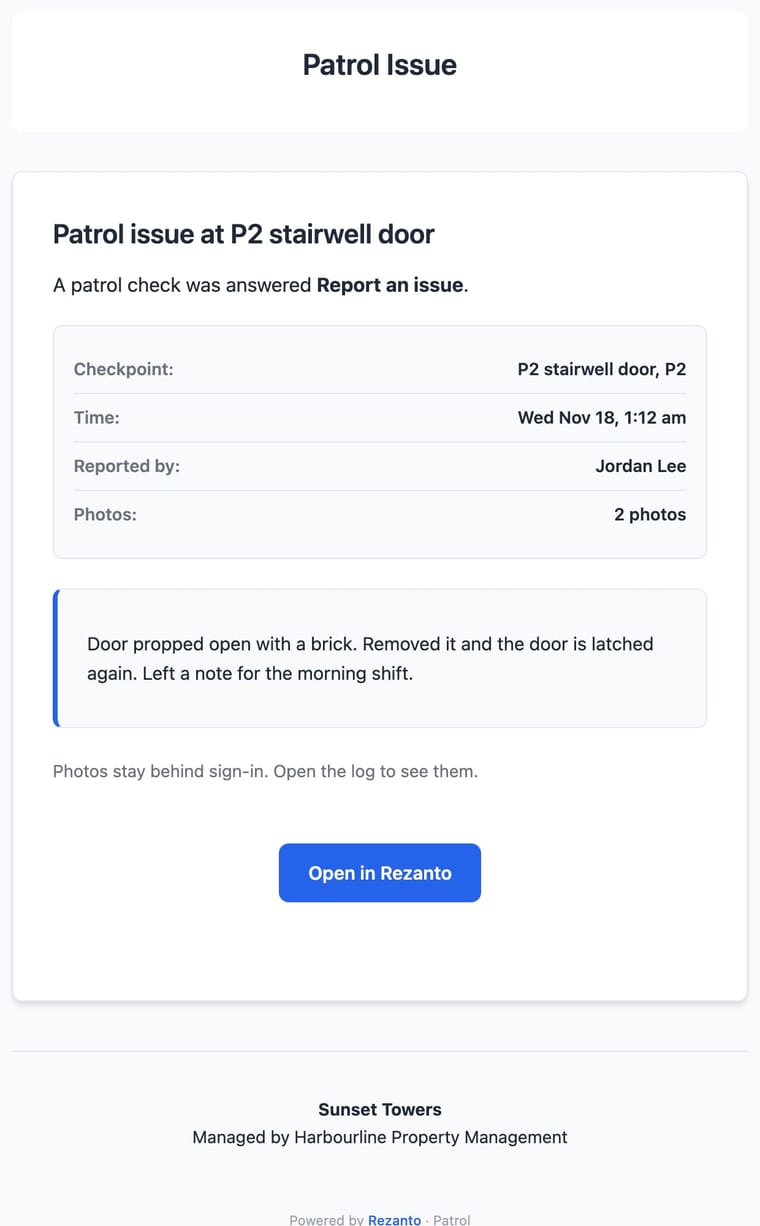 Patrol Issue
Patrol issue at P2 stairwell door
A patrol check was answered Report an issue.
Checkpoint: P2 stairwell door, P2
Time: Wed Nov 18, 1:12 am
Reported by: Jordan Lee
Photos: 2 photos
Door propped open with a brick. Removed it and the door is latched
again. Left a note for the morning shift.
Photos stay behind sign-in. Open the log to see them.
Open in Rezanto
Sunset Towers
Managed by Harbourline Property Management
Powered by Rezanto · Patrol